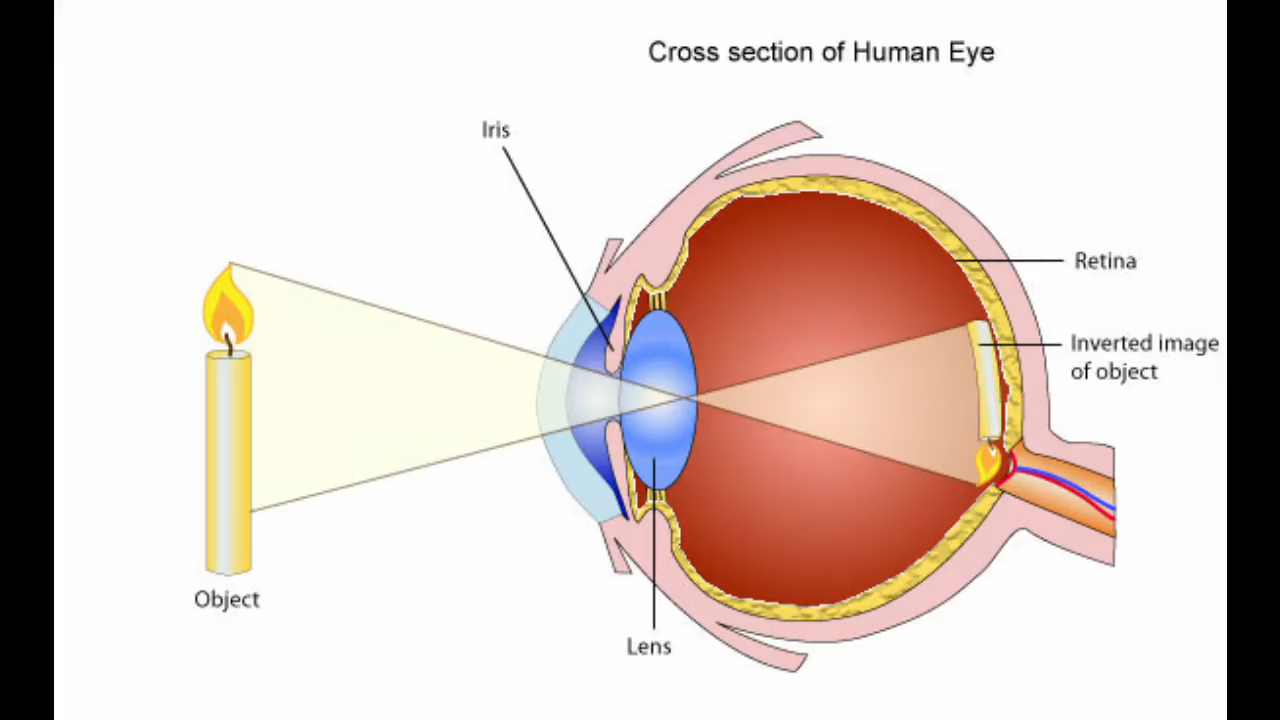 Cross section of Human Eye
Iris
Retina
Inverted image
of object
Object
Lens